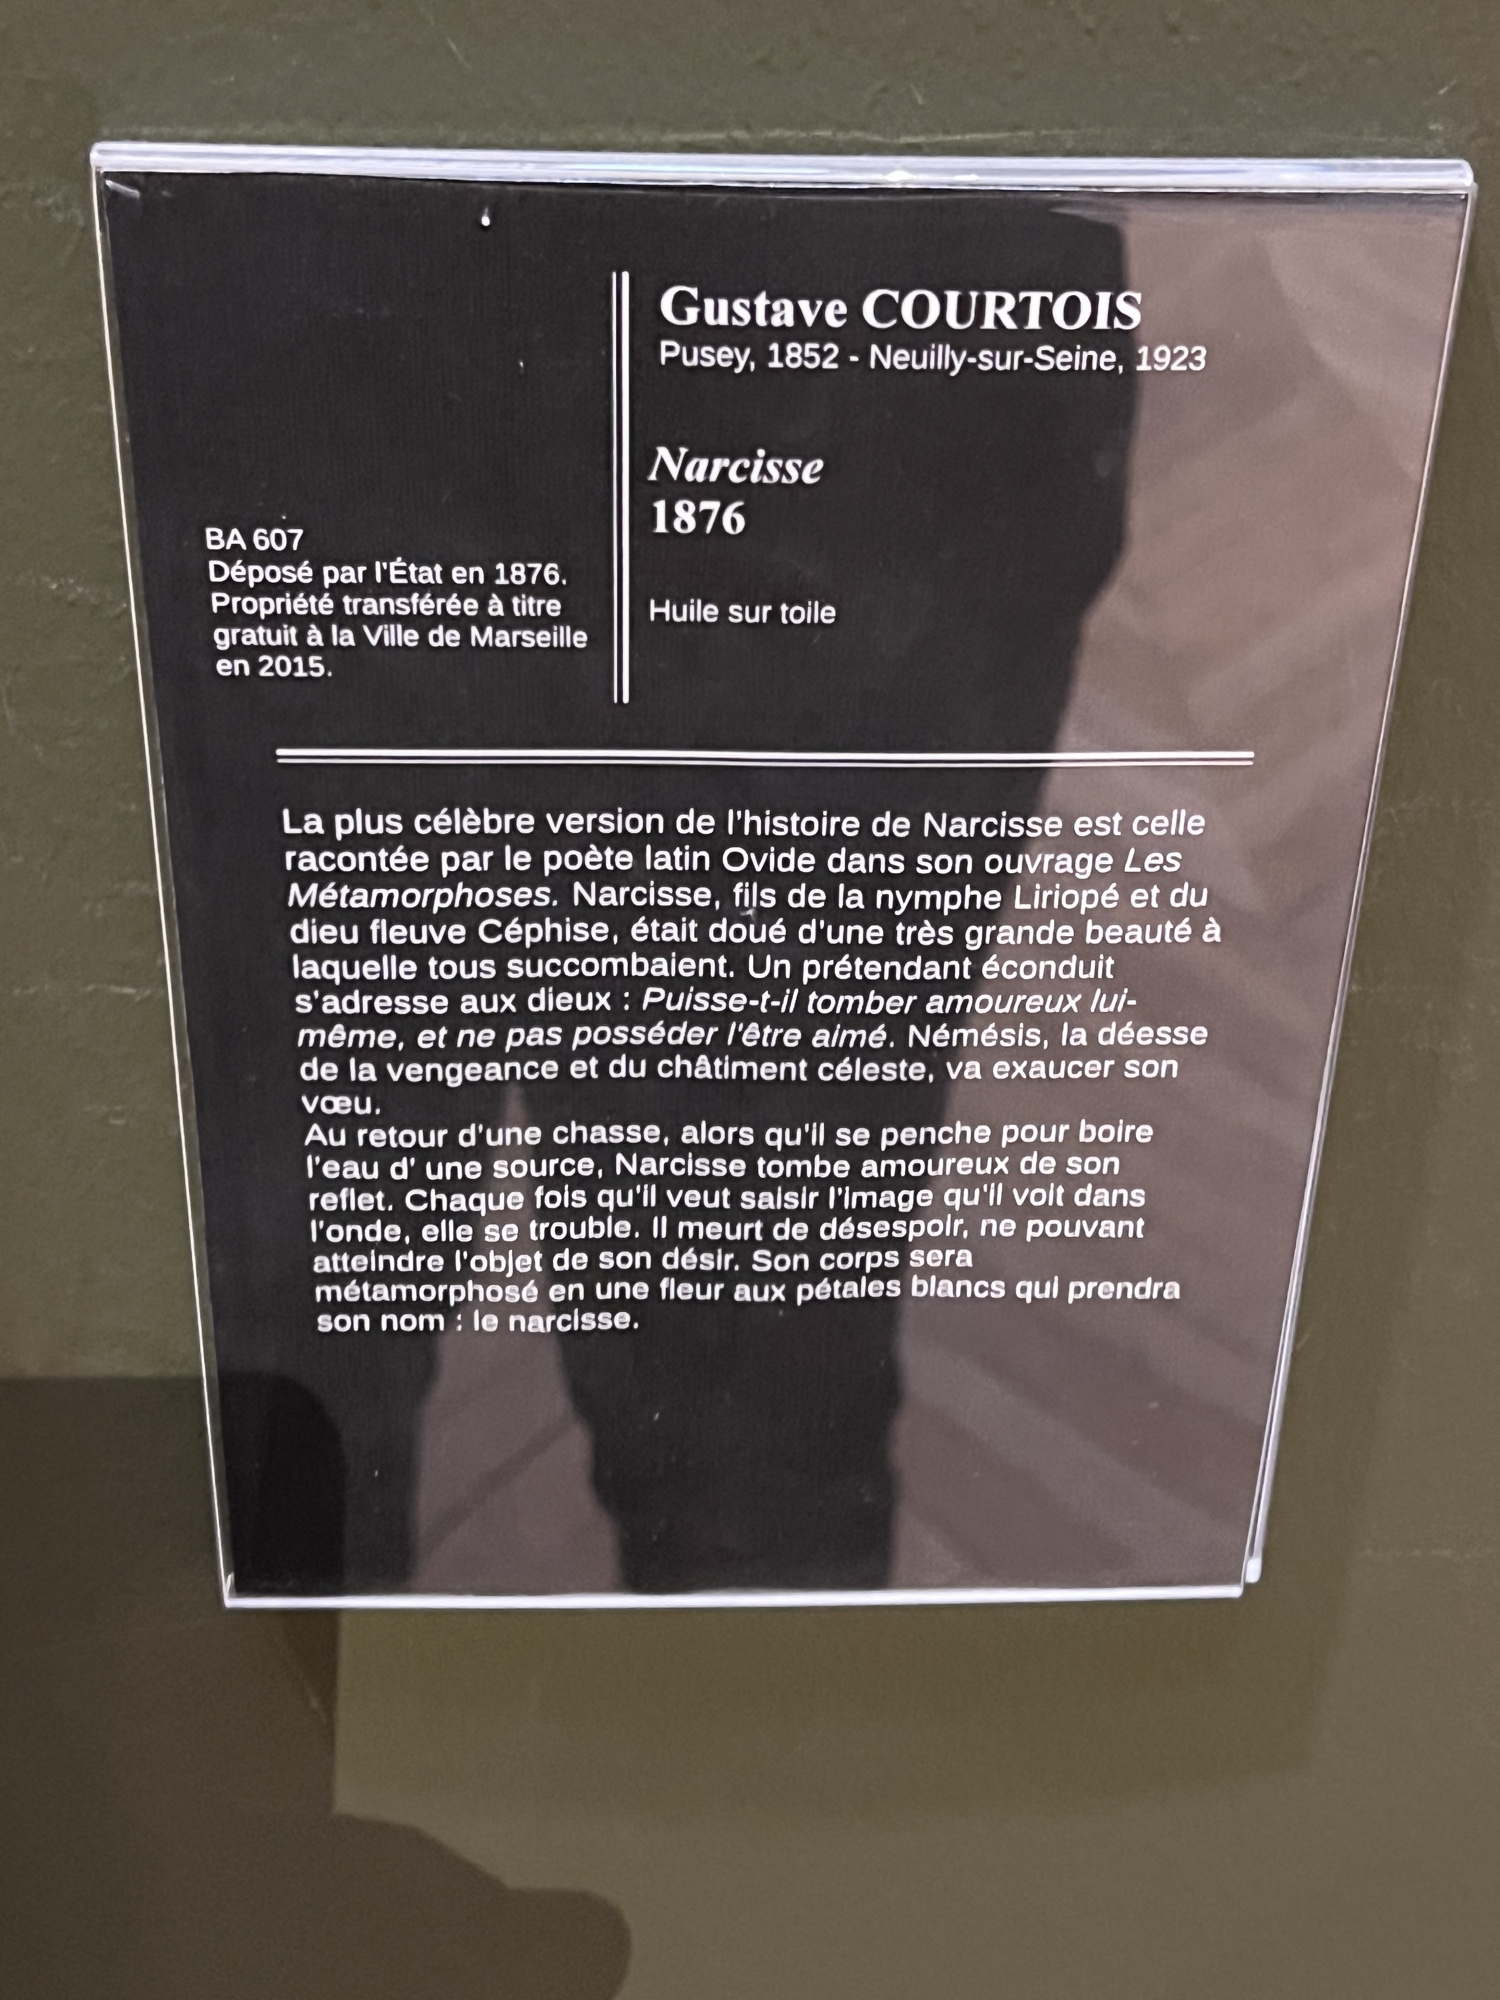 Gustave COURTOIS
Pusey, 1852 - Neuilly-sur-Seine, 1923
Narcisse
1876
Huile sur toile
BA 607
Déposé par l'État en 1876.
Propriété transférée à titre
gratuit à la Ville de Marseille
en 2015.
La plus célèbre version de l'histoire de Narcisse est celle
racontée par le poète latin Ovide dans son ouvrage Les
Métamorphoses. Narcisse, fils de la nymphe Liriopé et du
dieu fleuve Céphise, était doué d'une très grande beauté à
laquelle tous succombaient. Un prétendant éconduit
s'adresse aux dieux : Puisse-t-il tomber amoureux lui-
même, et ne pas posséder l'être aimé. Némésis, la déesse
de la vengeance et du châtiment céleste, va exaucer son
vœu.
Au retour d'une chasse, alors qu'il se penche pour boire
l'eau d' une source, Narcisse tombe amoureux de son
reflet. Chaque fois qu'il veut saisir l'image qu'il voit dans
l'onde, elle se trouble. Il meurt de désespoir, ne pouvant
atteindre l'objet de son désir. Son corps sera
métamorphosé en une fleur aux pétales blancs qui prendra
son nom : le narcisse.